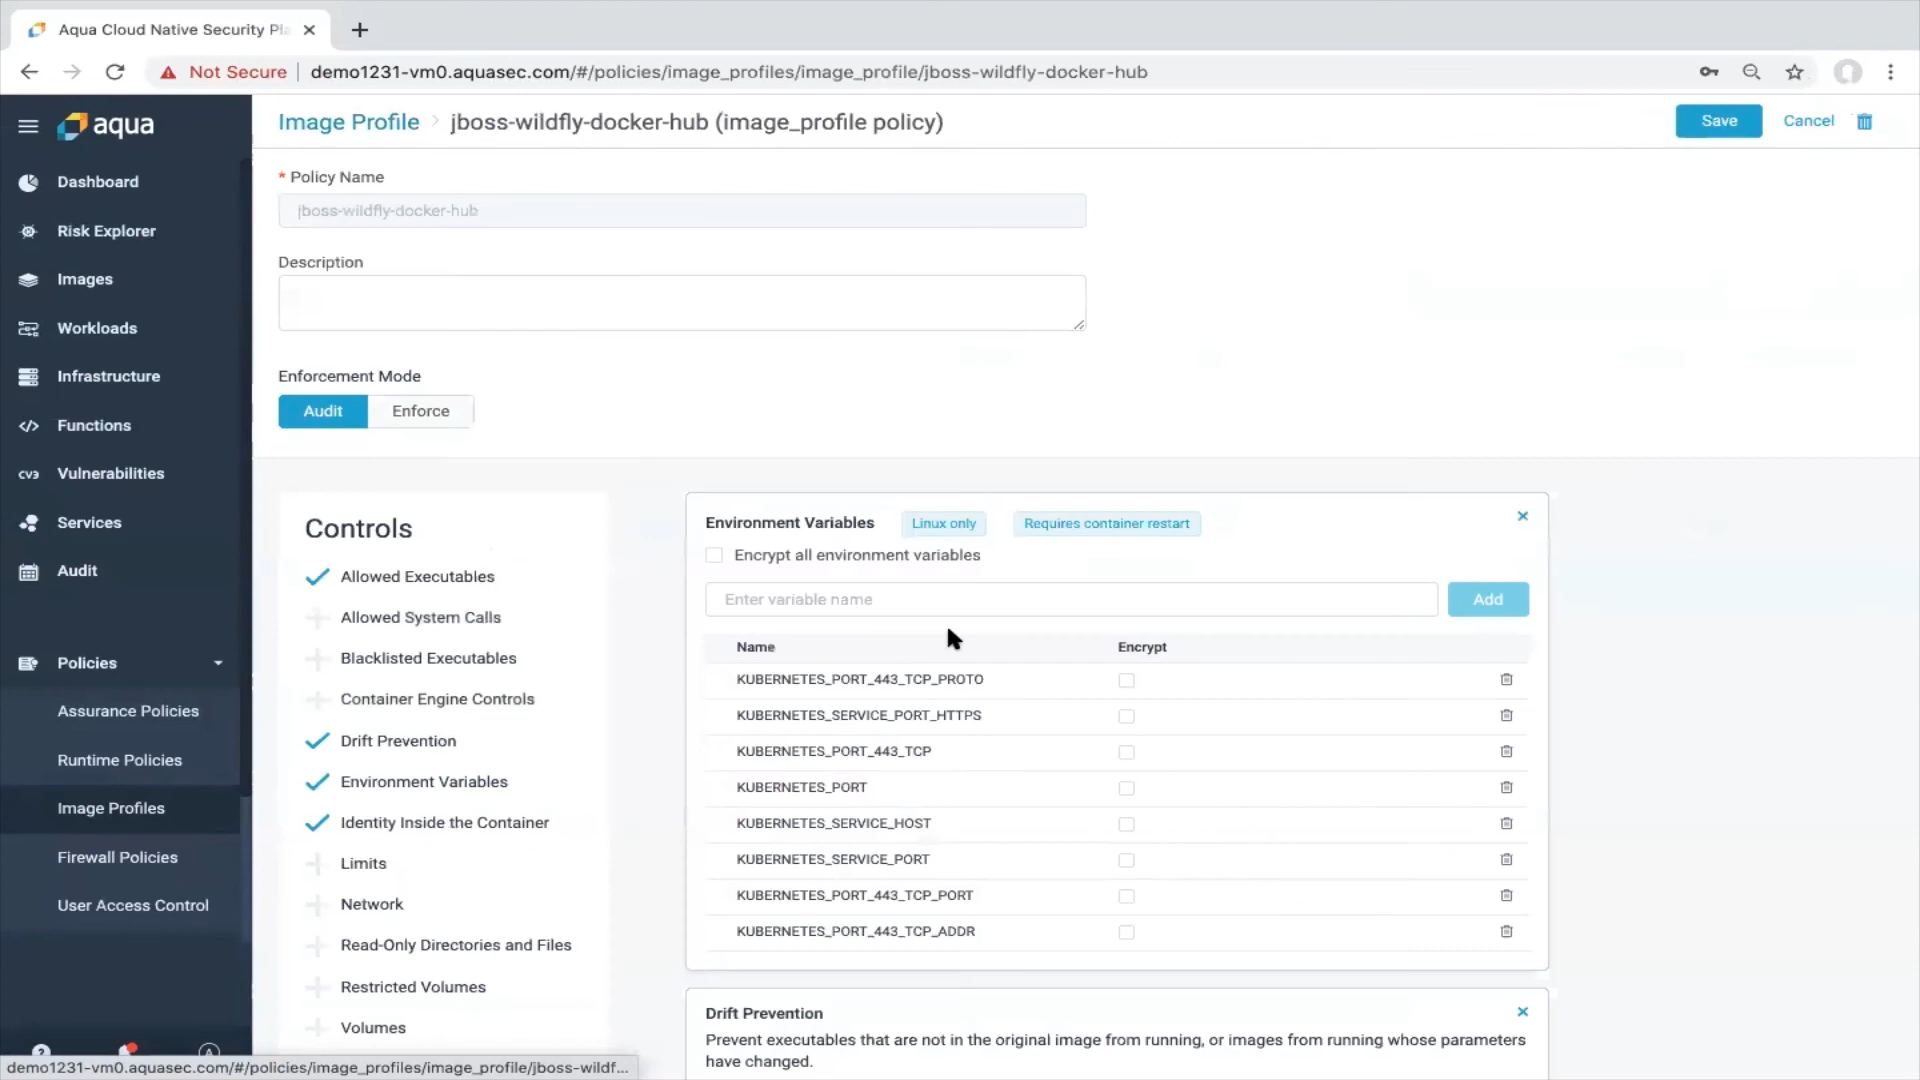 Aqua Cloud Native Security Pla
Not Secure
demo1231-vm0.aquasec.com/#/policies/image_profiles/image_profile/jboss-wildfly-docker-hub
aqua
Image Profile > jboss-wildfly-docker-hub (image_profile policy)
Save
Cancel
Dashboard
Risk Explorer
Images
Workloads
Infrastructure
Functions
CV3 Vulnerabilities
Services
Audit
Policies
Assurance Policies
Runtime Policies
Image Profiles
Firewall Policies
User Access Control
* Policy Name
jboss-wildfly-docker-hub
Description
Enforcement Mode
Audit
Enforce
Controls
Allowed Executables
Allowed System Calls
Blacklisted Executables
Container Engine Controls
Drift Prevention
Environment Variables
Identity Inside the Container
Limits
Network
Read-Only Directories and Files
Restricted Volumes
Volumes
Environment Variables
Linux only
Requires container restart
Encrypt all environment variables
Enter variable name
Add
Name
Encrypt
KUBERNETES_PORT_443_TCP_PROTO
KUBERNETES_SERVICE_PORT_HTTPS
KUBERNETES_PORT_443_TCP
KUBERNETES_PORT
KUBERNETES_SERVICE_HOST
KUBERNETES_SERVICE_PORT
KUBERNETES_PORT_443_TCP_PORT
KUBERNETES_PORT_443_TCP_ADDR
Drift Prevention
Prevent executables that are not in the original image from running, or images from running whose parameters
have changed.
demo1231-vm0.aquasec.com/#/policies/image_profiles/image_profile/jboss-wildf...